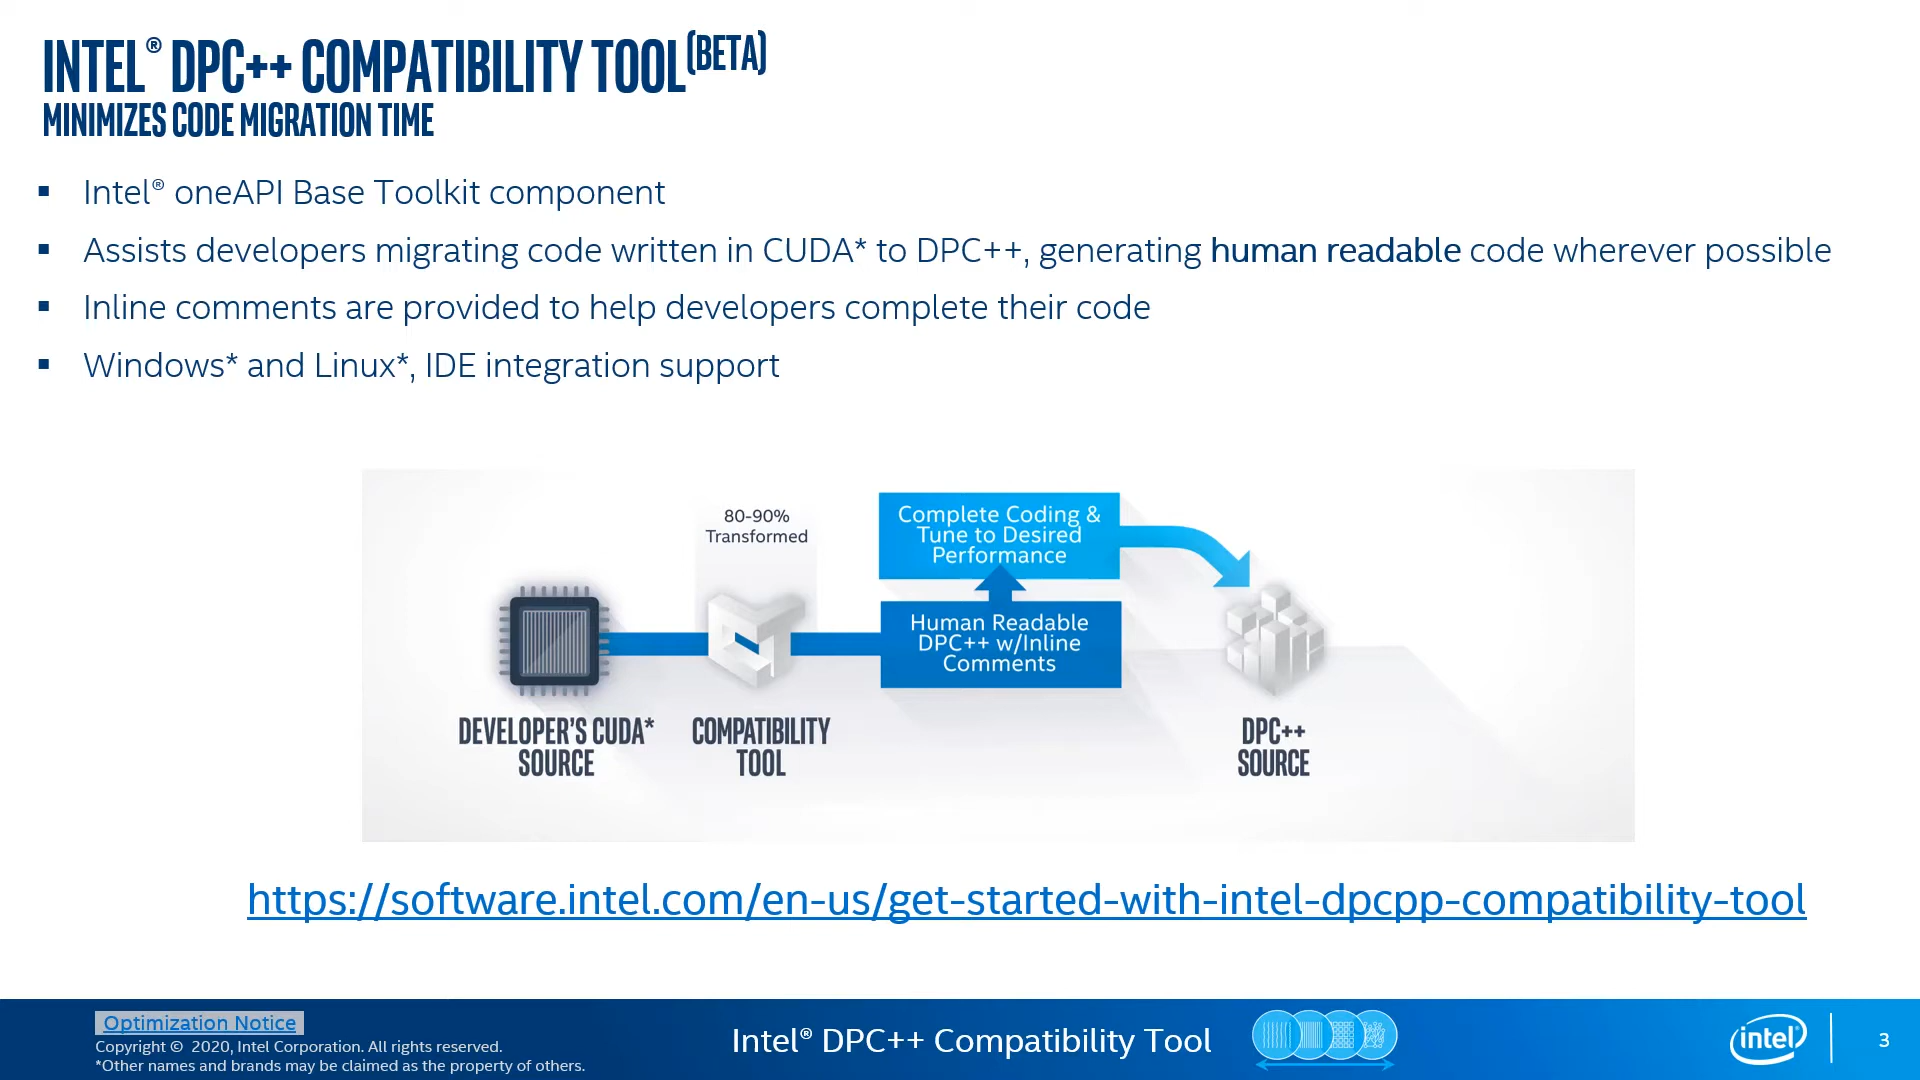 INTEL® DPC++ COMPATIBILITY TOOL(BETA)
MINIMIZES CODE MIGRATION TIME
▪ Intel® oneAPI Base Toolkit component
▪ Assists developers migrating code written in CUDA* to DPC++, generating human readable code wherever possible
▪ Inline comments are provided to help developers complete their code
▪ Windows* and Linux*, IDE integration support
80-90%
Transformed
Complete Coding &
Tune to Desired
Performance
Human Readable
DPC++ w/Inline
Comments
DEVELOPER'S CUDA*
SOURCE
COMPATIBILITY
TOOL
DPC++
SOURCE
https://software.intel.com/en-us/get-started-with-intel-dpcpp-compatibility-tool
Optimization Notice
Copyright © 2020, Intel Corporation. All rights reserved.
*Other names and brands may be claimed as the property of others.
Intel® DPC++ Compatibility Tool
intel
3